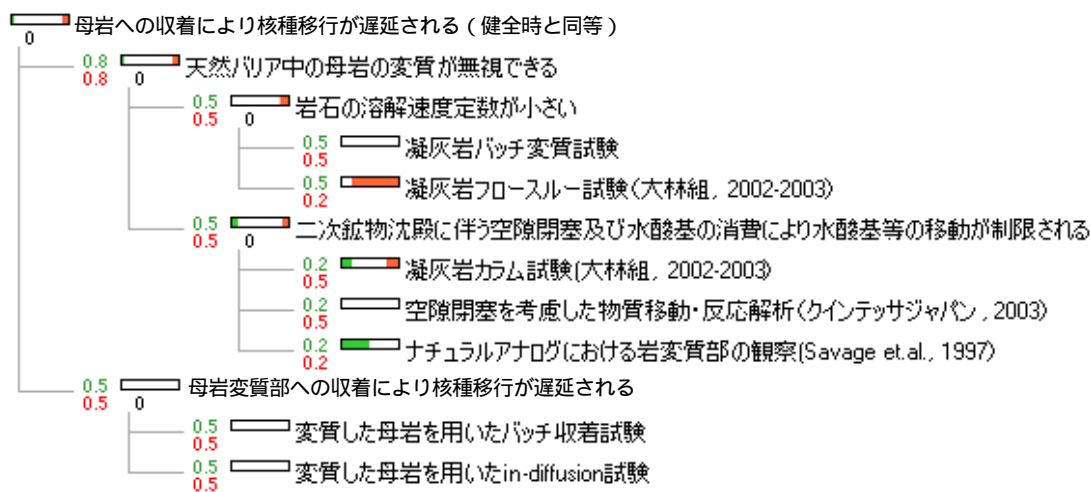 母岩への収着により核種移行が遅延される(健全時と同等)
0
0.8
0.8
0
天然バリア中の母岩の変質が無視できる
0.5
0.5
0
岩石の溶解速度定数が小さい
0.5
0.5
凝灰岩バッチ変質試験
0.5
0.2
凝灰岩フロースルー試験(大林組, 2002-2003)
0.5
0.5
0
二次鉱物沈殿に伴う空隙閉塞及び水酸基の消費により水酸基等の移動が制限される
0.2
0.5
凝灰岩カラム試験(大林組, 2002-2003)
0.2
0.5
空隙閉塞を考慮した物質移動・反応解析(クインテッサジャパン, 2003)
0.2
0.2
ナチュラルアナログにおける岩変質部の観察(Savage et.al., 1997)
0.5
0.5
0
母岩変質部への収着により核種移行が遅延される
0.5
0.5
変質した母岩を用いたバッチ収着試験
0.5
0.5
変質した母岩を用いたin-diffusion試験